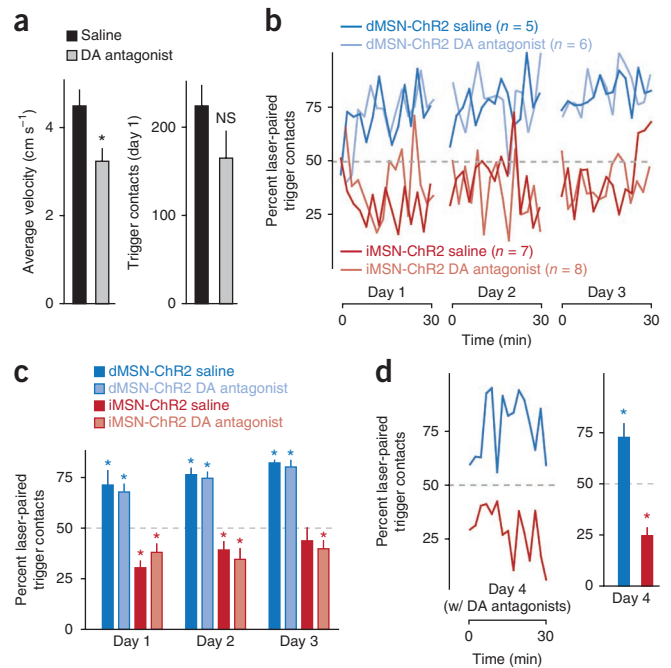 a
Saline
DA antagonist
Average velocity (cm s⁻¹)
4
2
0
*
Trigger contacts (day 1)
200
100
0
NS
b
dMSN-ChR2 saline (n = 5)
dMSN-ChR2 DA antagonist (n = 6)
Percent laser-paired
trigger contacts
75
50
25
iMSN-ChR2 saline (n = 7)
iMSN-ChR2 DA antagonist (n = 8)
Day 1
Day 2
Day 3
0
30
0
30
0
30
Time (min)
c
dMSN-ChR2 saline
dMSN-ChR2 DA antagonist
iMSN-ChR2 saline
iMSN-ChR2 DA antagonist
Percent laser-paired
trigger contacts
75
50
25
0
* * * *
* * * *
* * *
Day 1
Day 2
Day 3
d
Percent laser-paired
trigger contacts
75
50
25
Day 4
(w/ DA antagonists)
0
30
Time (min)
75
50
25
0
*
*
Day 4